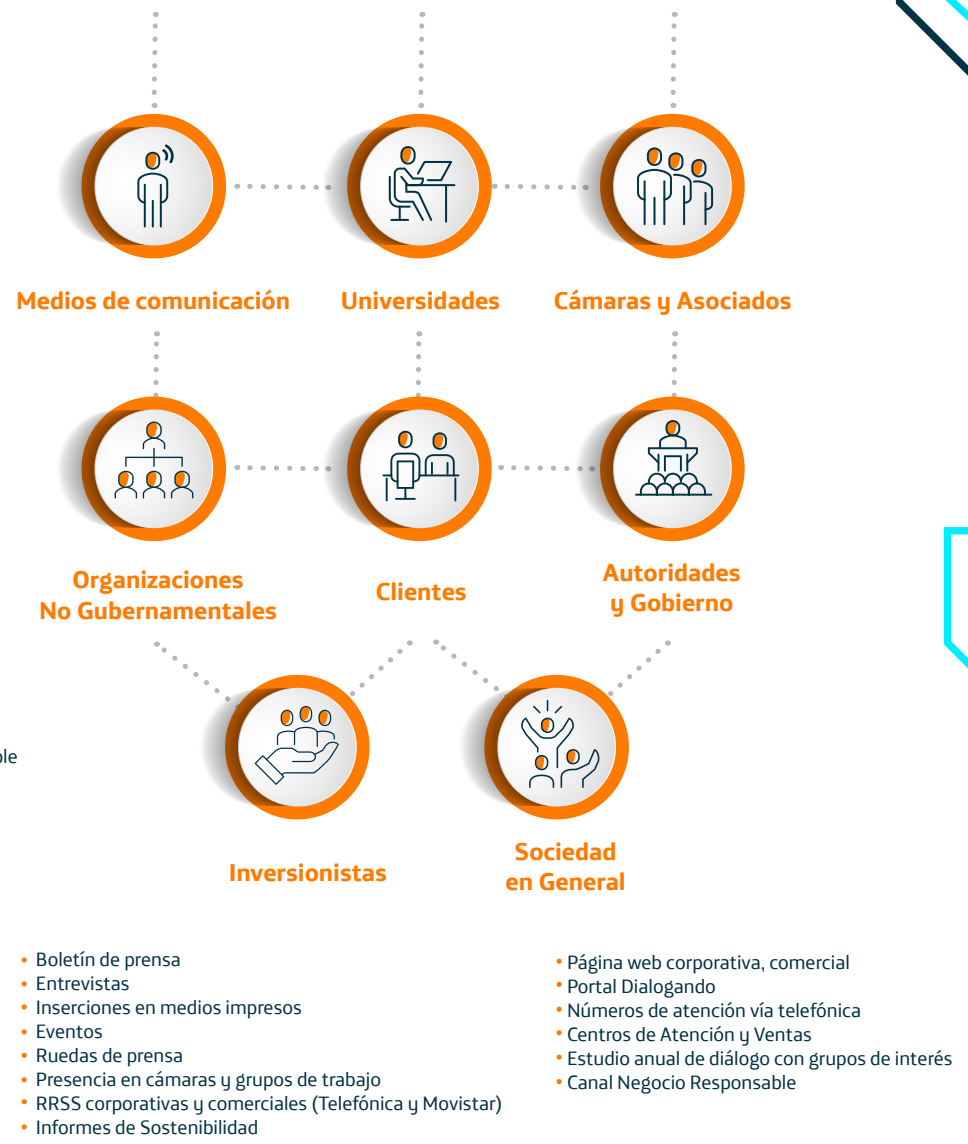 Medios de comunicación
Universidades
Cámaras y Asociados
Organizaciones
No Gubernamentales
Clientes
Autoridades
y Gobierno
ble
Inversionistas
Sociedad
en General
• Boletín de prensa
• Entrevistas
• Inserciones en medios impresos
• Eventos
• Ruedas de prensa
• Presencia en cámaras y grupos de trabajo
• RRSS corporativas y comerciales (Telefónica y Movistar)
• Informes de Sostenibilidad
• Página web corporativa, comercial
• Portal Dialogando
• Números de atención vía telefónica
• Centros de Atención y Ventas
• Estudio anual de diálogo con grupos de interés
• Canal Negocio Responsable